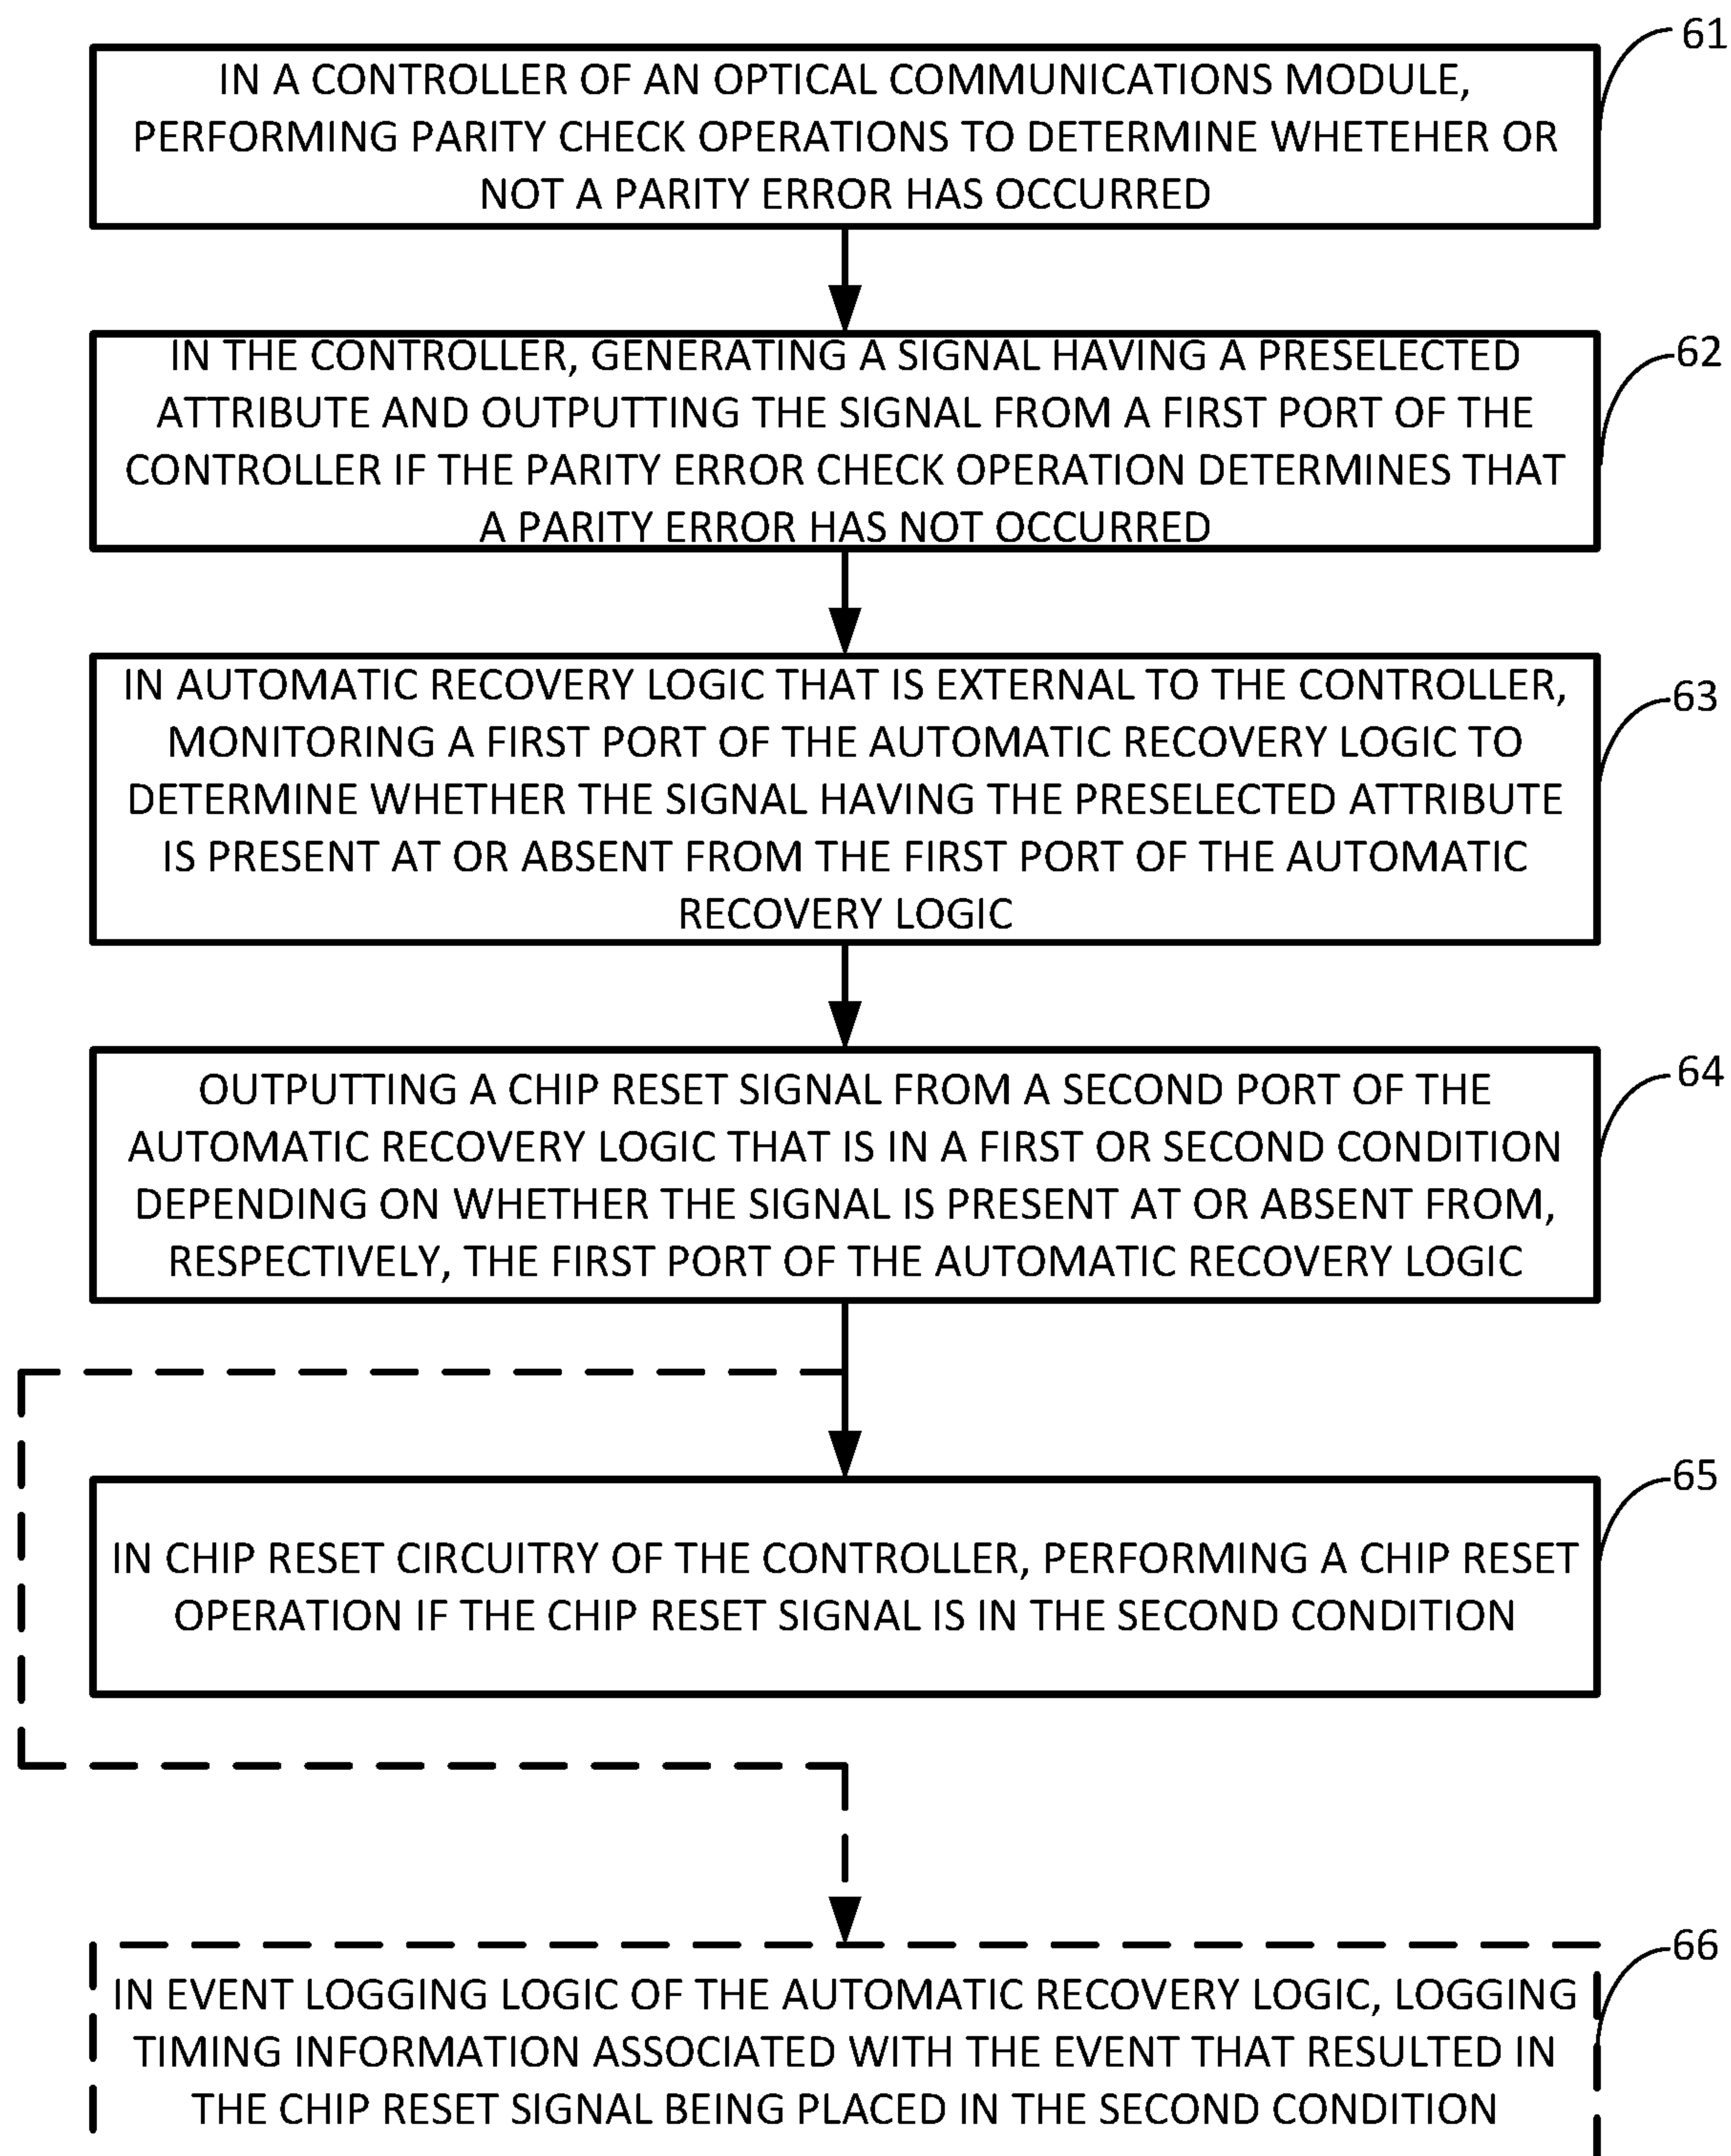 61
IN A CONTROLLER OF AN OPTICAL COMMUNICATIONS MODULE,
PERFORMING PARITY CHECK OPERATIONS TO DETERMINE WHETEHER OR
NOT A PARITY ERROR HAS OCCURRED
62
IN THE CONTROLLER, GENERATING A SIGNAL HAVING A PRESELECTED
ATTRIBUTE AND OUTPUTTING THE SIGNAL FROM A FIRST PORT OF THE
CONTROLLER IF THE PARITY ERROR CHECK OPERATION DETERMINES THAT
A PARITY ERROR HAS NOT OCCURRED
63
IN AUTOMATIC RECOVERY LOGIC THAT IS EXTERNAL TO THE CONTROLLER,
MONITORING A FIRST PORT OF THE AUTOMATIC RECOVERY LOGIC TO
DETERMINE WHETHER THE SIGNAL HAVING THE PRESELECTED ATTRIBUTE
IS PRESENT AT OR ABSENT FROM THE FIRST PORT OF THE AUTOMATIC
RECOVERY LOGIC
64
OUTPUTTING A CHIP RESET SIGNAL FROM A SECOND PORT OF THE
AUTOMATIC RECOVERY LOGIC THAT IS IN A FIRST OR SECOND CONDITION
DEPENDING ON WHETHER THE SIGNAL IS PRESENT AT OR ABSENT FROM,
RESPECTIVELY, THE FIRST PORT OF THE AUTOMATIC RECOVERY LOGIC
65
IN CHIP RESET CIRCUITRY OF THE CONTROLLER, PERFORMING A CHIP RESET
OPERATION IF THE CHIP RESET SIGNAL IS IN THE SECOND CONDITION
66
IN EVENT LOGGING LOGIC OF THE AUTOMATIC RECOVERY LOGIC, LOGGING
TIMING INFORMATION ASSOCIATED WITH THE EVENT THAT RESULTED IN
THE CHIP RESET SIGNAL BEING PLACED IN THE SECOND CONDITION